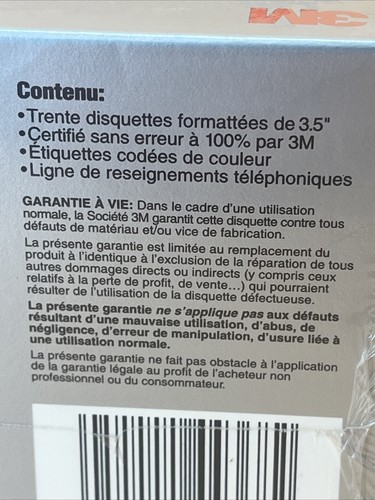 3M
Contenu:
•Trente disquettes formattées de 3.5"
•Certifié sans erreur à 100% par 3M
•Étiquettes codées de couleur
•Ligne de reseignements téléphoniques
GARANTIE À VIE: Dans le cadre d'une utilisation
normale, la Société 3M garantit cette disquette contre tous
défauts de matériau et/ou vice de fabrication.
La présente garantie est limitée au remplacement du
produit à l'identique à l'exclusion de la réparation de tous
autres dommages directs ou indirects (y compris ceux
relatifs à la perte de profit, de vente...) qui pourraient
résulter de l'utilisation de la disquette défectueuse.
La présente garantie ne s'applique pas aux défauts
résultant d'une mauvaise utilisation, d'abus, de
négligence, d'erreur de manipulation, d'usure liée à
une utilisation normale.
La présente garantie ne fait pas obstacle à l'application
de la garantie légale au profit de l'acheteur non
professionnel ou du consommateur.